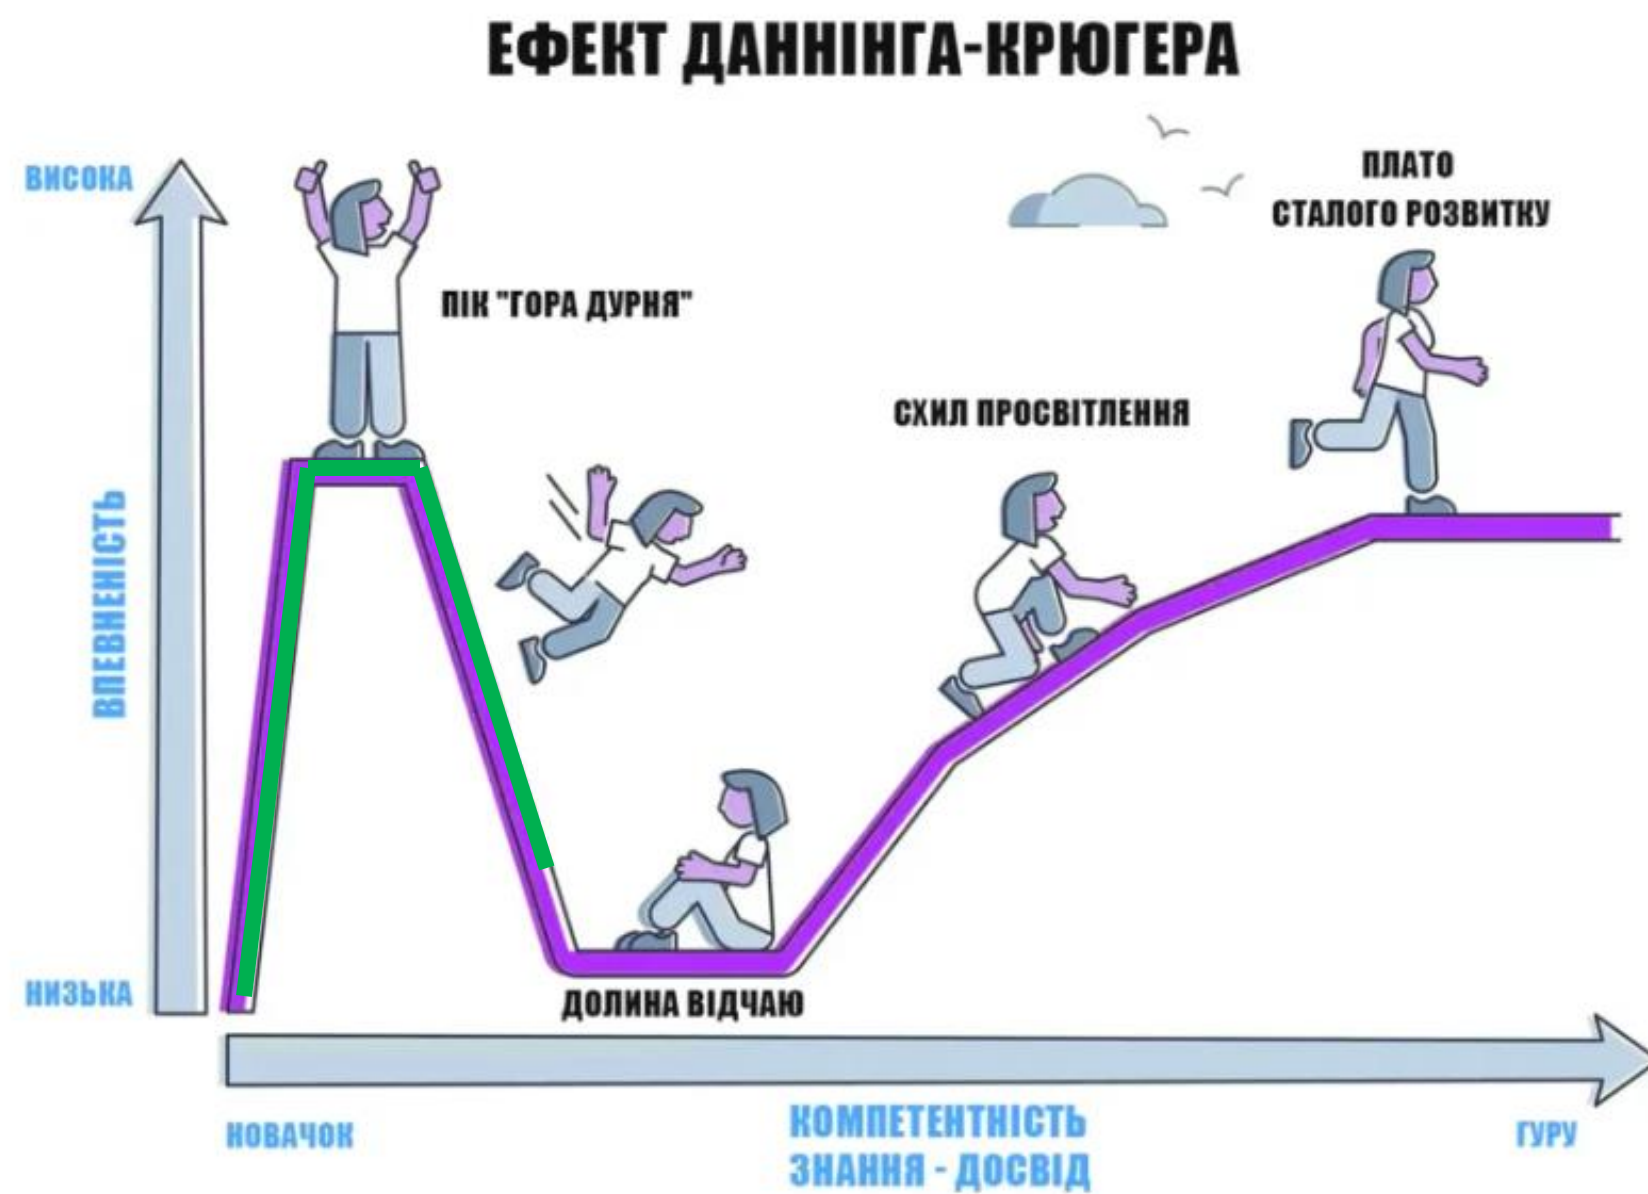 ЕФЕКТ ДАННІНГА-КРЮГЕРА
ВИСОКА
ПЛАТО
СТАЛОГО РОЗВИТКУ
ПІК "ГОРА ДУРНЯ"
СХИЛ ПРОСВІТЛЕННЯ
ВПЕВНЕНІСТЬ
НИЗЬКА
ДОЛИНА ВІДЧАЮ
НОВАЧОК
КОМПЕТЕНТНІСТЬ
ЗНАННЯ - ДОСВІД
ГУРУ